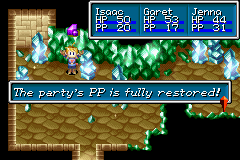 Isaac Garet Jenna
HP 50 HP 53 HP 44
PP 20 PP 17 PP 31
The party's PP is fully restored!